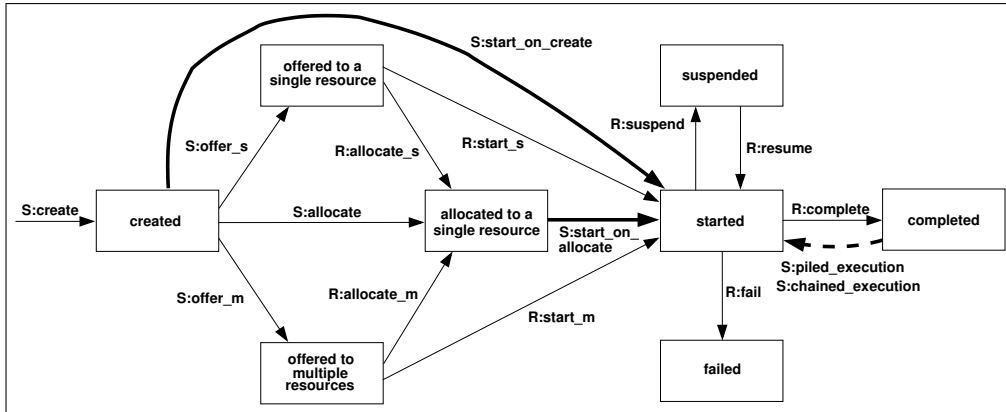 S:start_on_create
offered to a
single resource
suspended
S:offer_s
R:allocate_s
R:start_s
R:suspend
R:resume
S:create
created
S:allocate
allocated to a
single resource
S:start_on_
allocate
started
R:complete
completed
S:piled_execution
S:chained_execution
S:offer_m
R:allocate_m
R:start_m
R:fail
offered to
multiple
resources
failed